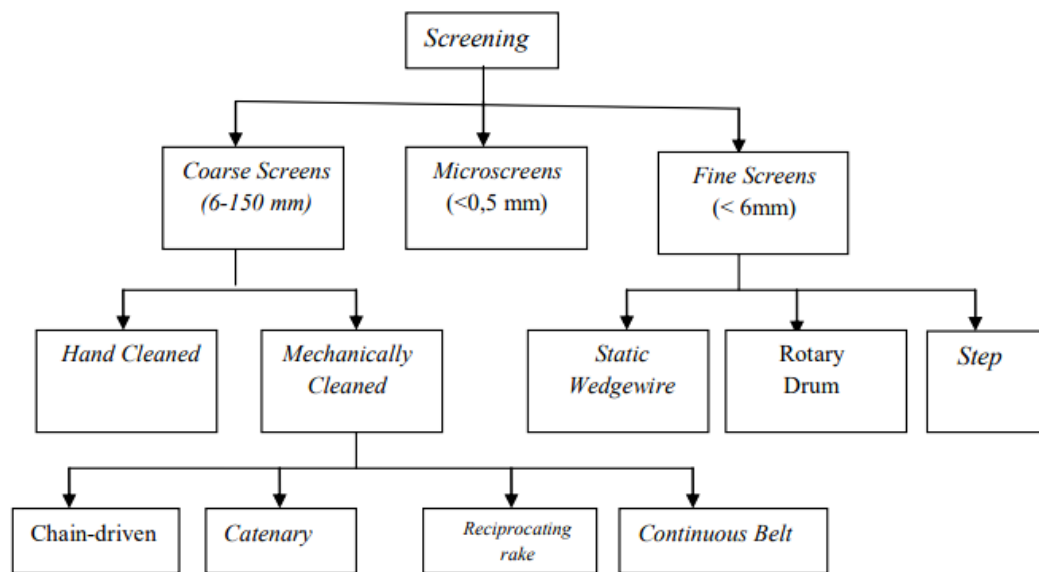 Screening
Coarse Screens
(6-150 mm)
Microscreens
(<0,5 mm)
Fine Screens
(< 6mm)
Hand Cleaned
Mechanically
Cleaned
Static
Wedgewire
Rotary
Drum
Step
Chain-driven
Catenary
Reciprocating
rake
Continuous Belt